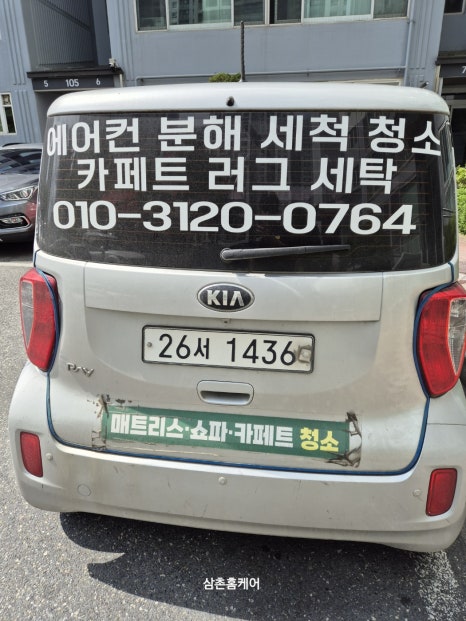 5 105 6
에어컨 분해 세척 청소
카페트 러그 세탁
010-3120-0764
KIA
26서 1436
RAY
매트리스·쇼파·카페트 청소
삼촌홈케어